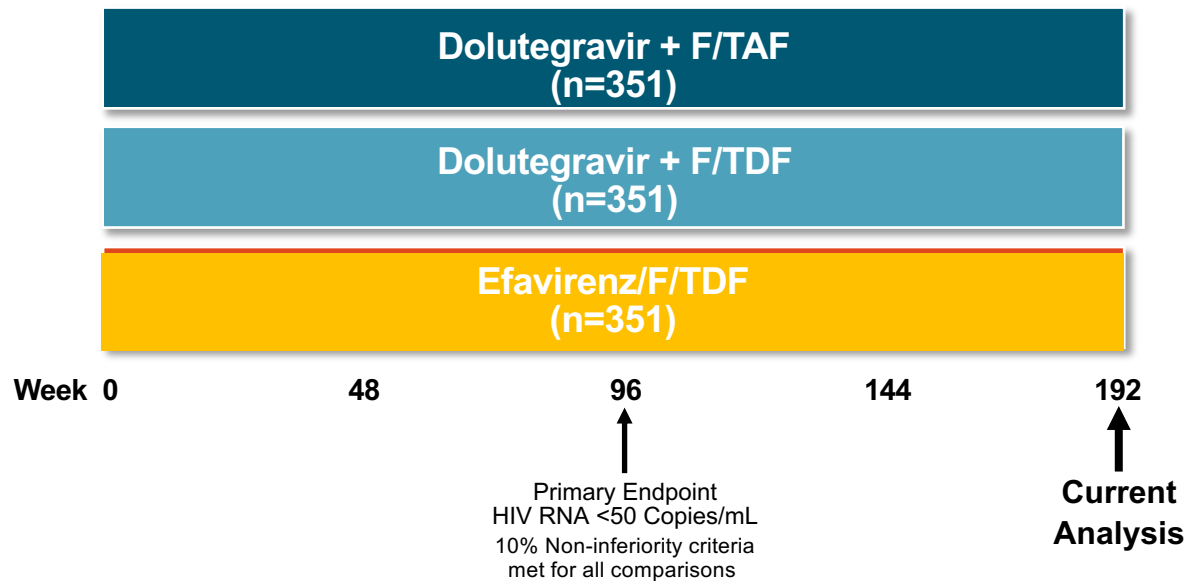 Dolutegravir + F/TAF
(n=351)
Dolutegravir + F/TDF
(n=351)
Efavirenz/F/TDF
(n=351)
Week 0 48 96 144 192
Primary Endpoint
HIV RNA <50 Copies/mL
10% Non-inferiority criteria
met for all comparisons
Current
Analysis